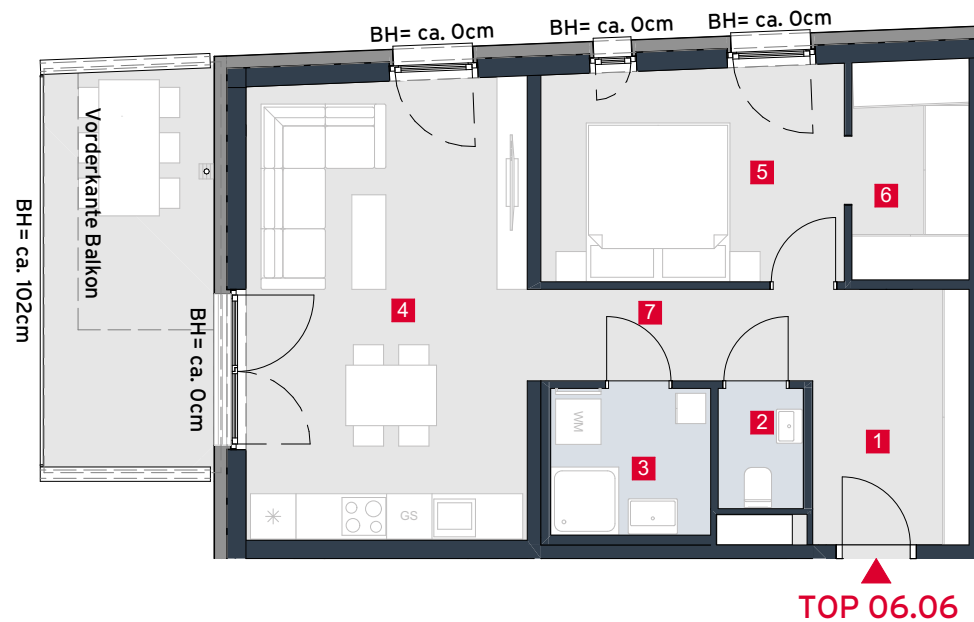 BH= ca. 0cm
BH= ca. 0cm
BH= ca. 0cm
Vorderkante Balkon
BH= ca. 102cm
BH= ca. 0cm
5
6
4
7
2
1
3
WM
GS
TOP 06.06